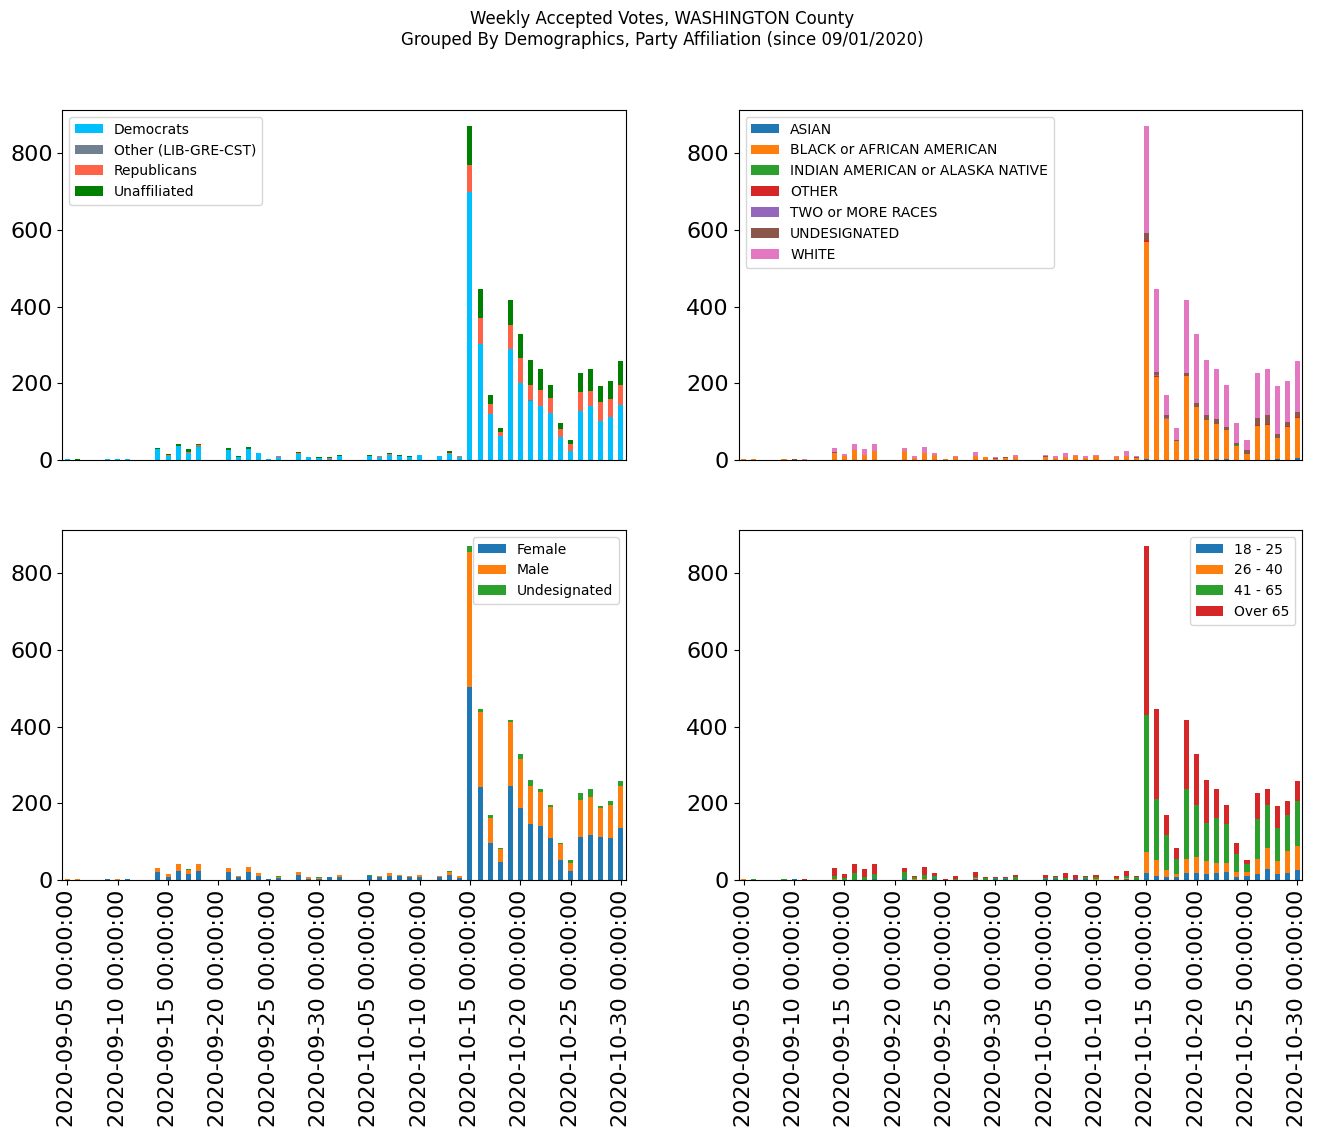 Weekly Accepted Votes, WASHINGTON County
Grouped By Demographics, Party Affiliation (since 09/01/2020)
Democrats
Other (LIB-GRE-CST)
Republicans
Unaffiliated
800
600
400
200
0
ASIAN
BLACK or AFRICAN AMERICAN
INDIAN AMERICAN or ALASKA NATIVE
OTHER
TWO or MORE RACES
UNDESIGNATED
WHITE
800
600
400
200
0
Female
Male
Undesignated
800
600
400
200
0
2020-09-05 00:00:00
2020-09-10 00:00:00
2020-09-15 00:00:00
2020-09-20 00:00:00
2020-09-25 00:00:00
2020-09-30 00:00:00
2020-10-05 00:00:00
2020-10-10 00:00:00
2020-10-15 00:00:00
2020-10-20 00:00:00
2020-10-25 00:00:00
2020-10-30 00:00:00
18 - 25
26 - 40
41 - 65
Over 65
800
600
400
200
0
2020-09-05 00:00:00
2020-09-10 00:00:00
2020-09-15 00:00:00
2020-09-20 00:00:00
2020-09-25 00:00:00
2020-09-30 00:00:00
2020-10-05 00:00:00
2020-10-10 00:00:00
2020-10-15 00:00:00
2020-10-20 00:00:00
2020-10-25 00:00:00
2020-10-30 00:00:00